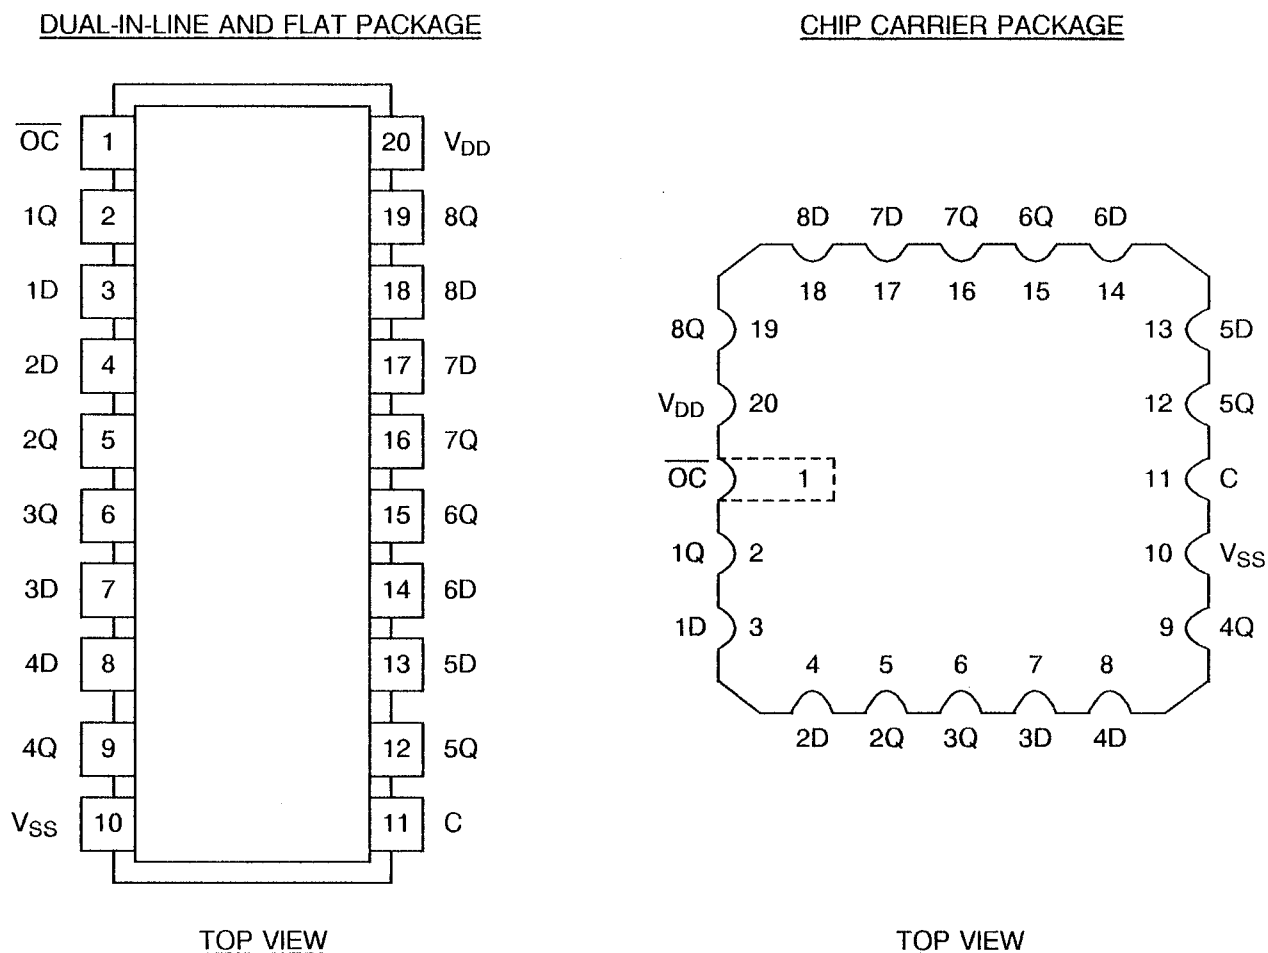 DUAL-IN-LINE AND FLAT PACKAGE
OC 1 20 VDD
1Q 2 19 8Q
1D 3 18 8D
2D 4 17 7D
2Q 5 16 7Q
3Q 6 15 6Q
3D 7 14 6D
4D 8 13 5D
4Q 9 12 5Q
VSS 10 11 C
TOP VIEW
CHIP CARRIER PACKAGE
8D 7D 7Q 6Q 6D
18 17 16 15 14
8Q 19 13 5D
VDD 20 12 5Q
OC 1 11 C
1Q 2 10 VSS
1D 3 9 4Q
4 5 6 7 8
2D 2Q 3Q 3D 4D
TOP VIEW